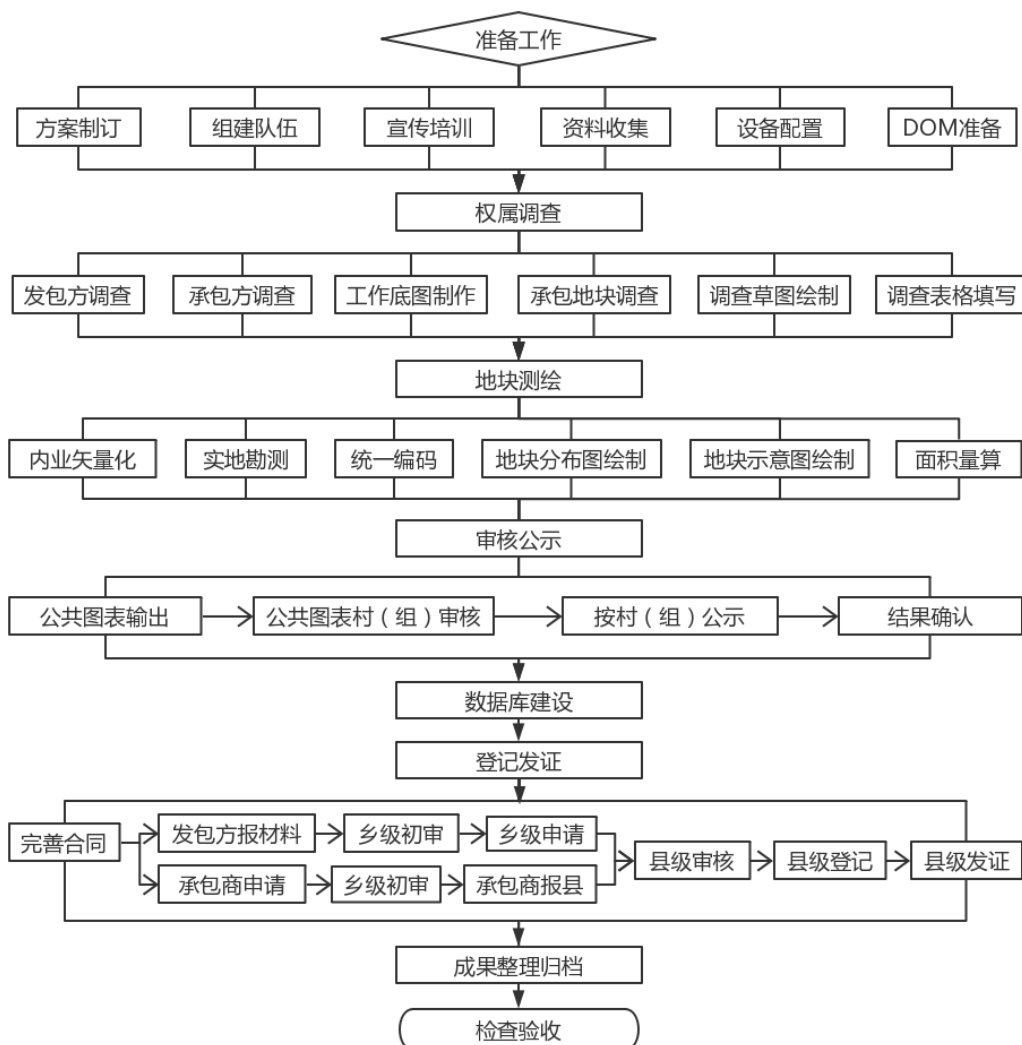 准备工作
方案制订
组建队伍
宣传培训
资料收集
设备配置
DOM准备
权属调查
发包方调查
承包方调查
工作底图制作
承包地块调查
调查草图绘制
调查表格填写
地块测绘
内业矢量化
实地勘测
统一编码
地块分布图绘制
地块示意图绘制
面积量算
审核公示
公共图表输出
公共图表村（组）审核
按村（组）公示
结果确认
数据库建设
登记发证
完善合同
发包方报材料
乡级初审
乡级申请
承包商申请
乡级初审
承包商报县
县级审核
县级登记
县级发证
成果整理归档
检查验收